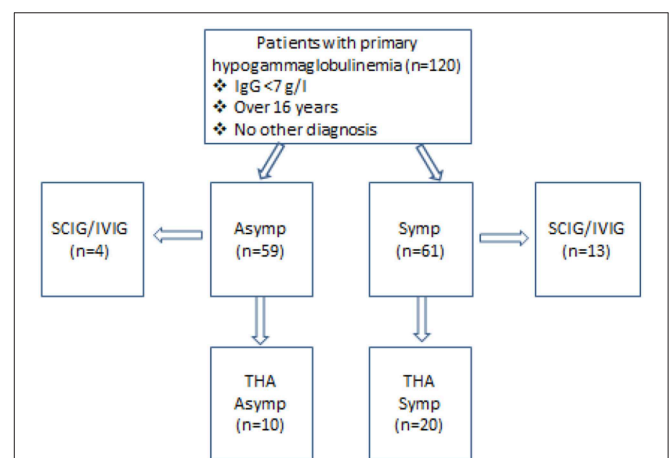 Patients with primary
hypogammaglobulinemia (n=120)
❖ IgG <7 g/l
❖ Over 16 years
❖ No other diagnosis
SCIG/IVIG
(n=4)
Asymp
(n=59)
Symp
(n=61)
SCIG/IVIG
(n=13)
THA
Asymp
(n=10)
THA
Symp
(n=20)